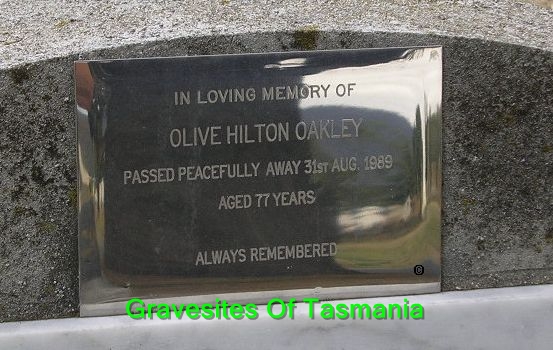 IN LOVING MEMORY OF
OLIVE HILTON OAKLEY
PASSED PEACEFULLY AWAY 31ST AUG. 1989
AGED 77 YEARS
ALWAYS REMEMBERED
Gravesites Of Tasmania